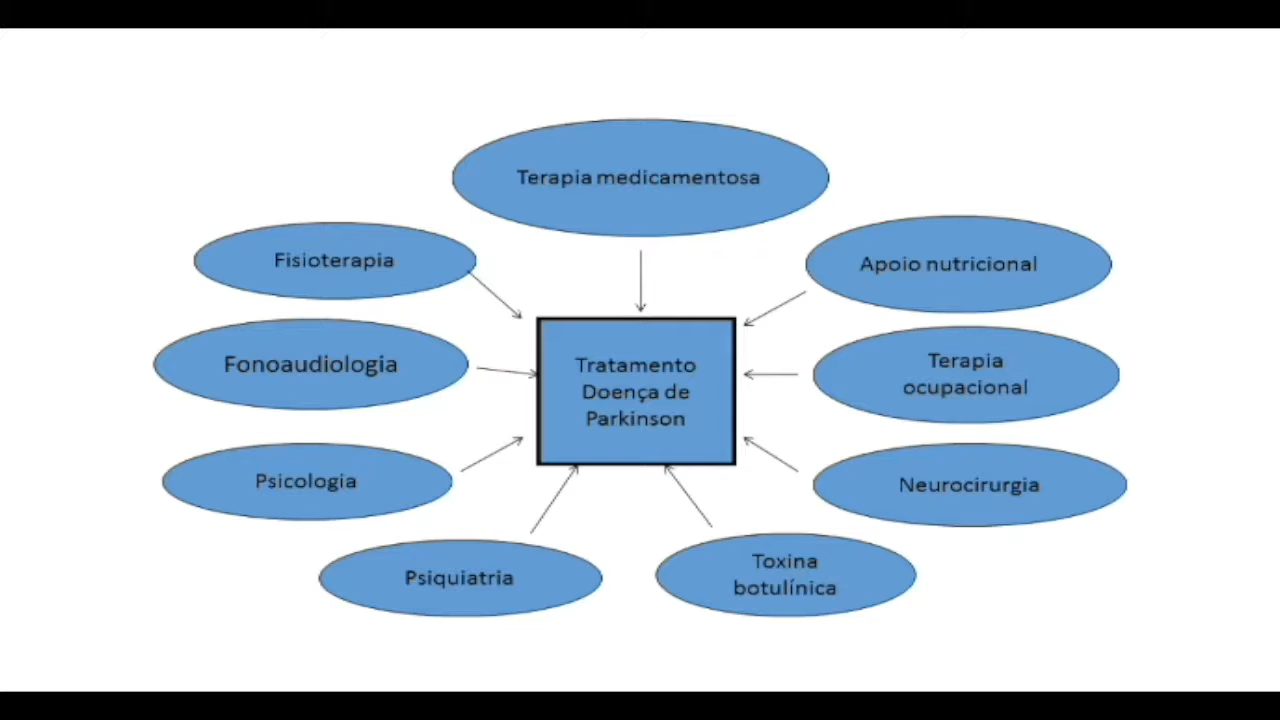 Terapia medicamentosa
Fisioterapia
Apoio nutricional
Fonoaudiologia
Tratamento
Doença de
Parkinson
Terapia
ocupacional
Psicologia
Neurocirurgia
Psiquiatria
Toxina
botulínica